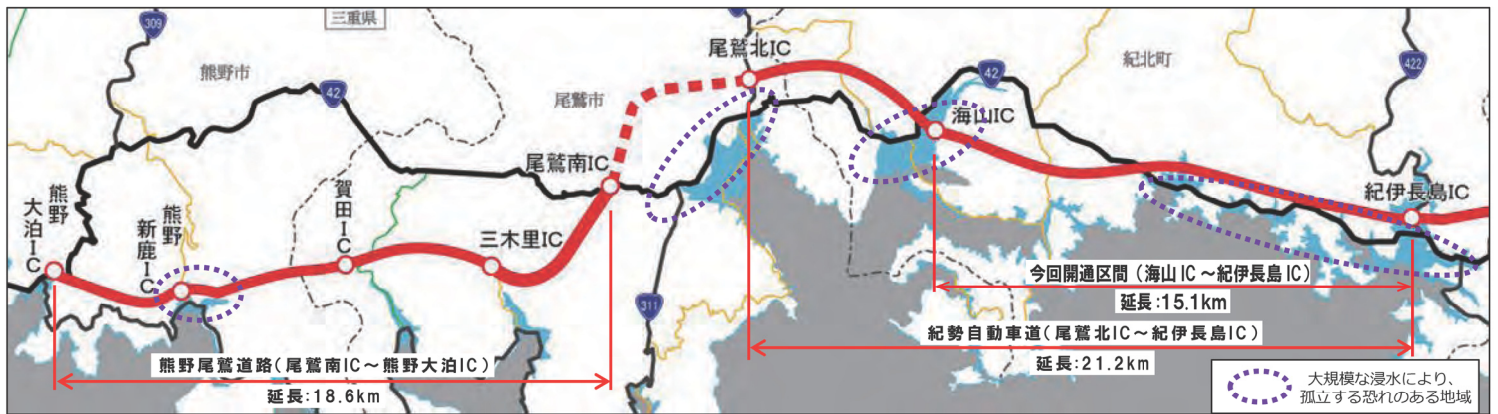 三重県
309
尾鷲北IC
紀北町
熊野市
42
尾鷲市
42
422
海山IC
尾鷲南IC
紀伊長島IC
熊野
大泊IC
熊野
新鹿IC
賀田IC
三木里IC
311
今回開通区間（海山IC～紀伊長島IC）
延長：15.1km
紀勢自動車道（尾鷲北IC～紀伊長島IC）
延長：21.2km
熊野尾鷲道路（尾鷲南IC～熊野大泊IC）
延長：18.6km
大規模な浸水により、
孤立する恐れのある地域